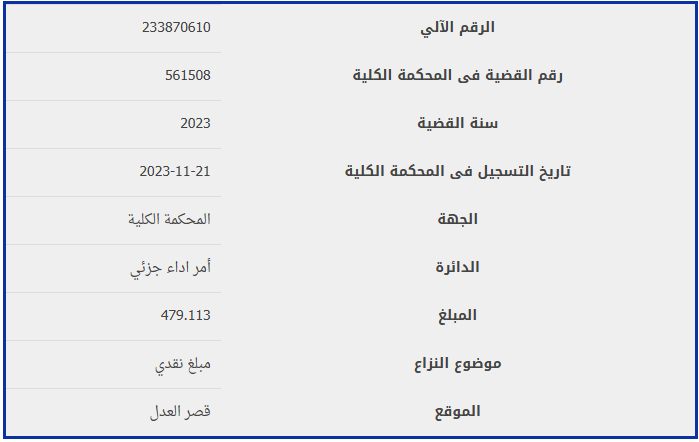 الرقم الآلي 233870610
رقم القضية فى المحكمة الكلية 561508
سنة القضية 2023
تاريخ التسجيل فى المحكمة الكلية 2023-11-21
الجهة المحكمة الكلية
الدائرة أمر اداء جزئي
المبلغ 479.113
موضوع النزاع مبلغ نقدي
الموقع قصر العدل